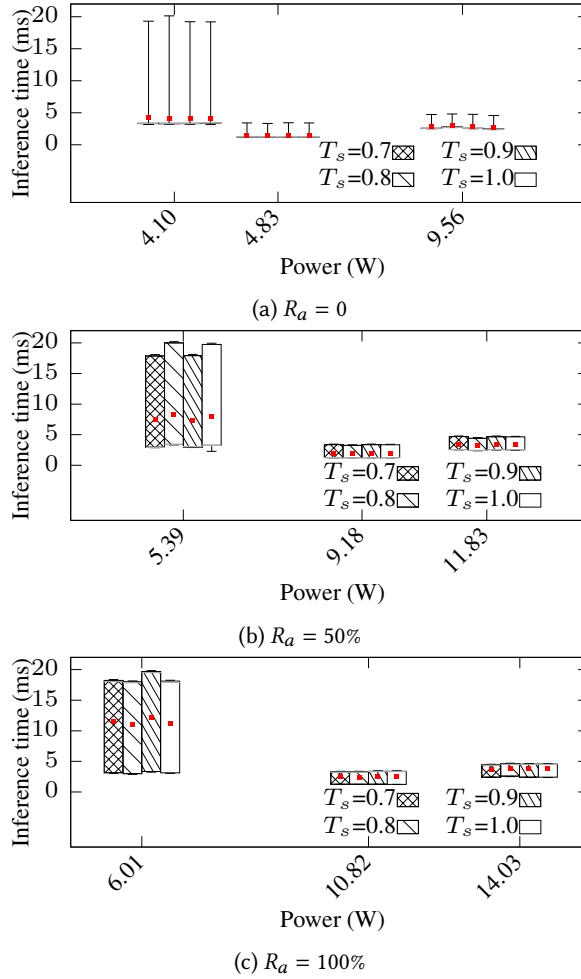 Inference time (ms)
20
15
10
5
0
T_s=0.7 T_s=0.9
T_s=0.8 T_s=1.0
4.10 4.83 9.56
Power (W)
(a) R_a = 0
Inference time (ms)
20
15
10
5
0
T_s=0.7 T_s=0.9
T_s=0.8 T_s=1.0
5.39 9.18 11.83
Power (W)
(b) R_a = 50%
Inference time (ms)
20
15
10
5
0
T_s=0.7 T_s=0.9
T_s=0.8 T_s=1.0
6.01 10.82 14.03
Power (W)
(c) R_a = 100%